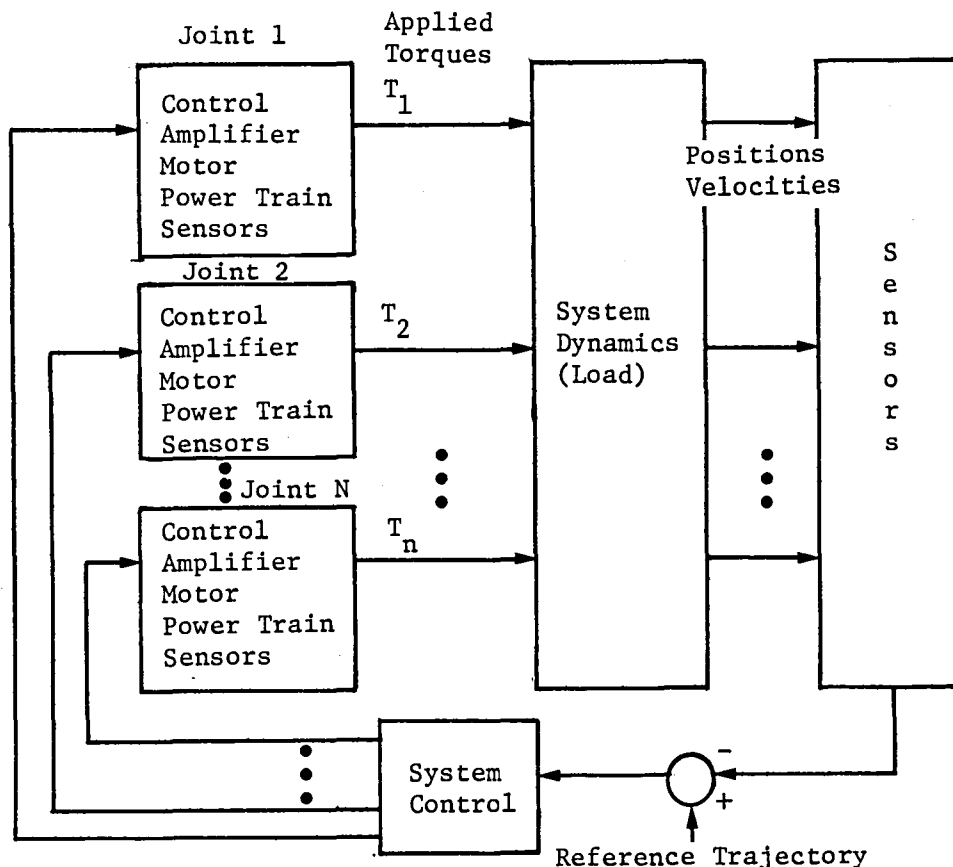 Joint 1
Applied
Torques
Control
Amplifier
Motor
Power Train
Sensors
T1
Positions
Velocities
Joint 2
Control
Amplifier
Motor
Power Train
Sensors
T2
System
Dynamics
(Load)
Sensors
Joint N
Control
Amplifier
Motor
Power Train
Sensors
Tn
System
Control
-
+
Reference Trajectory